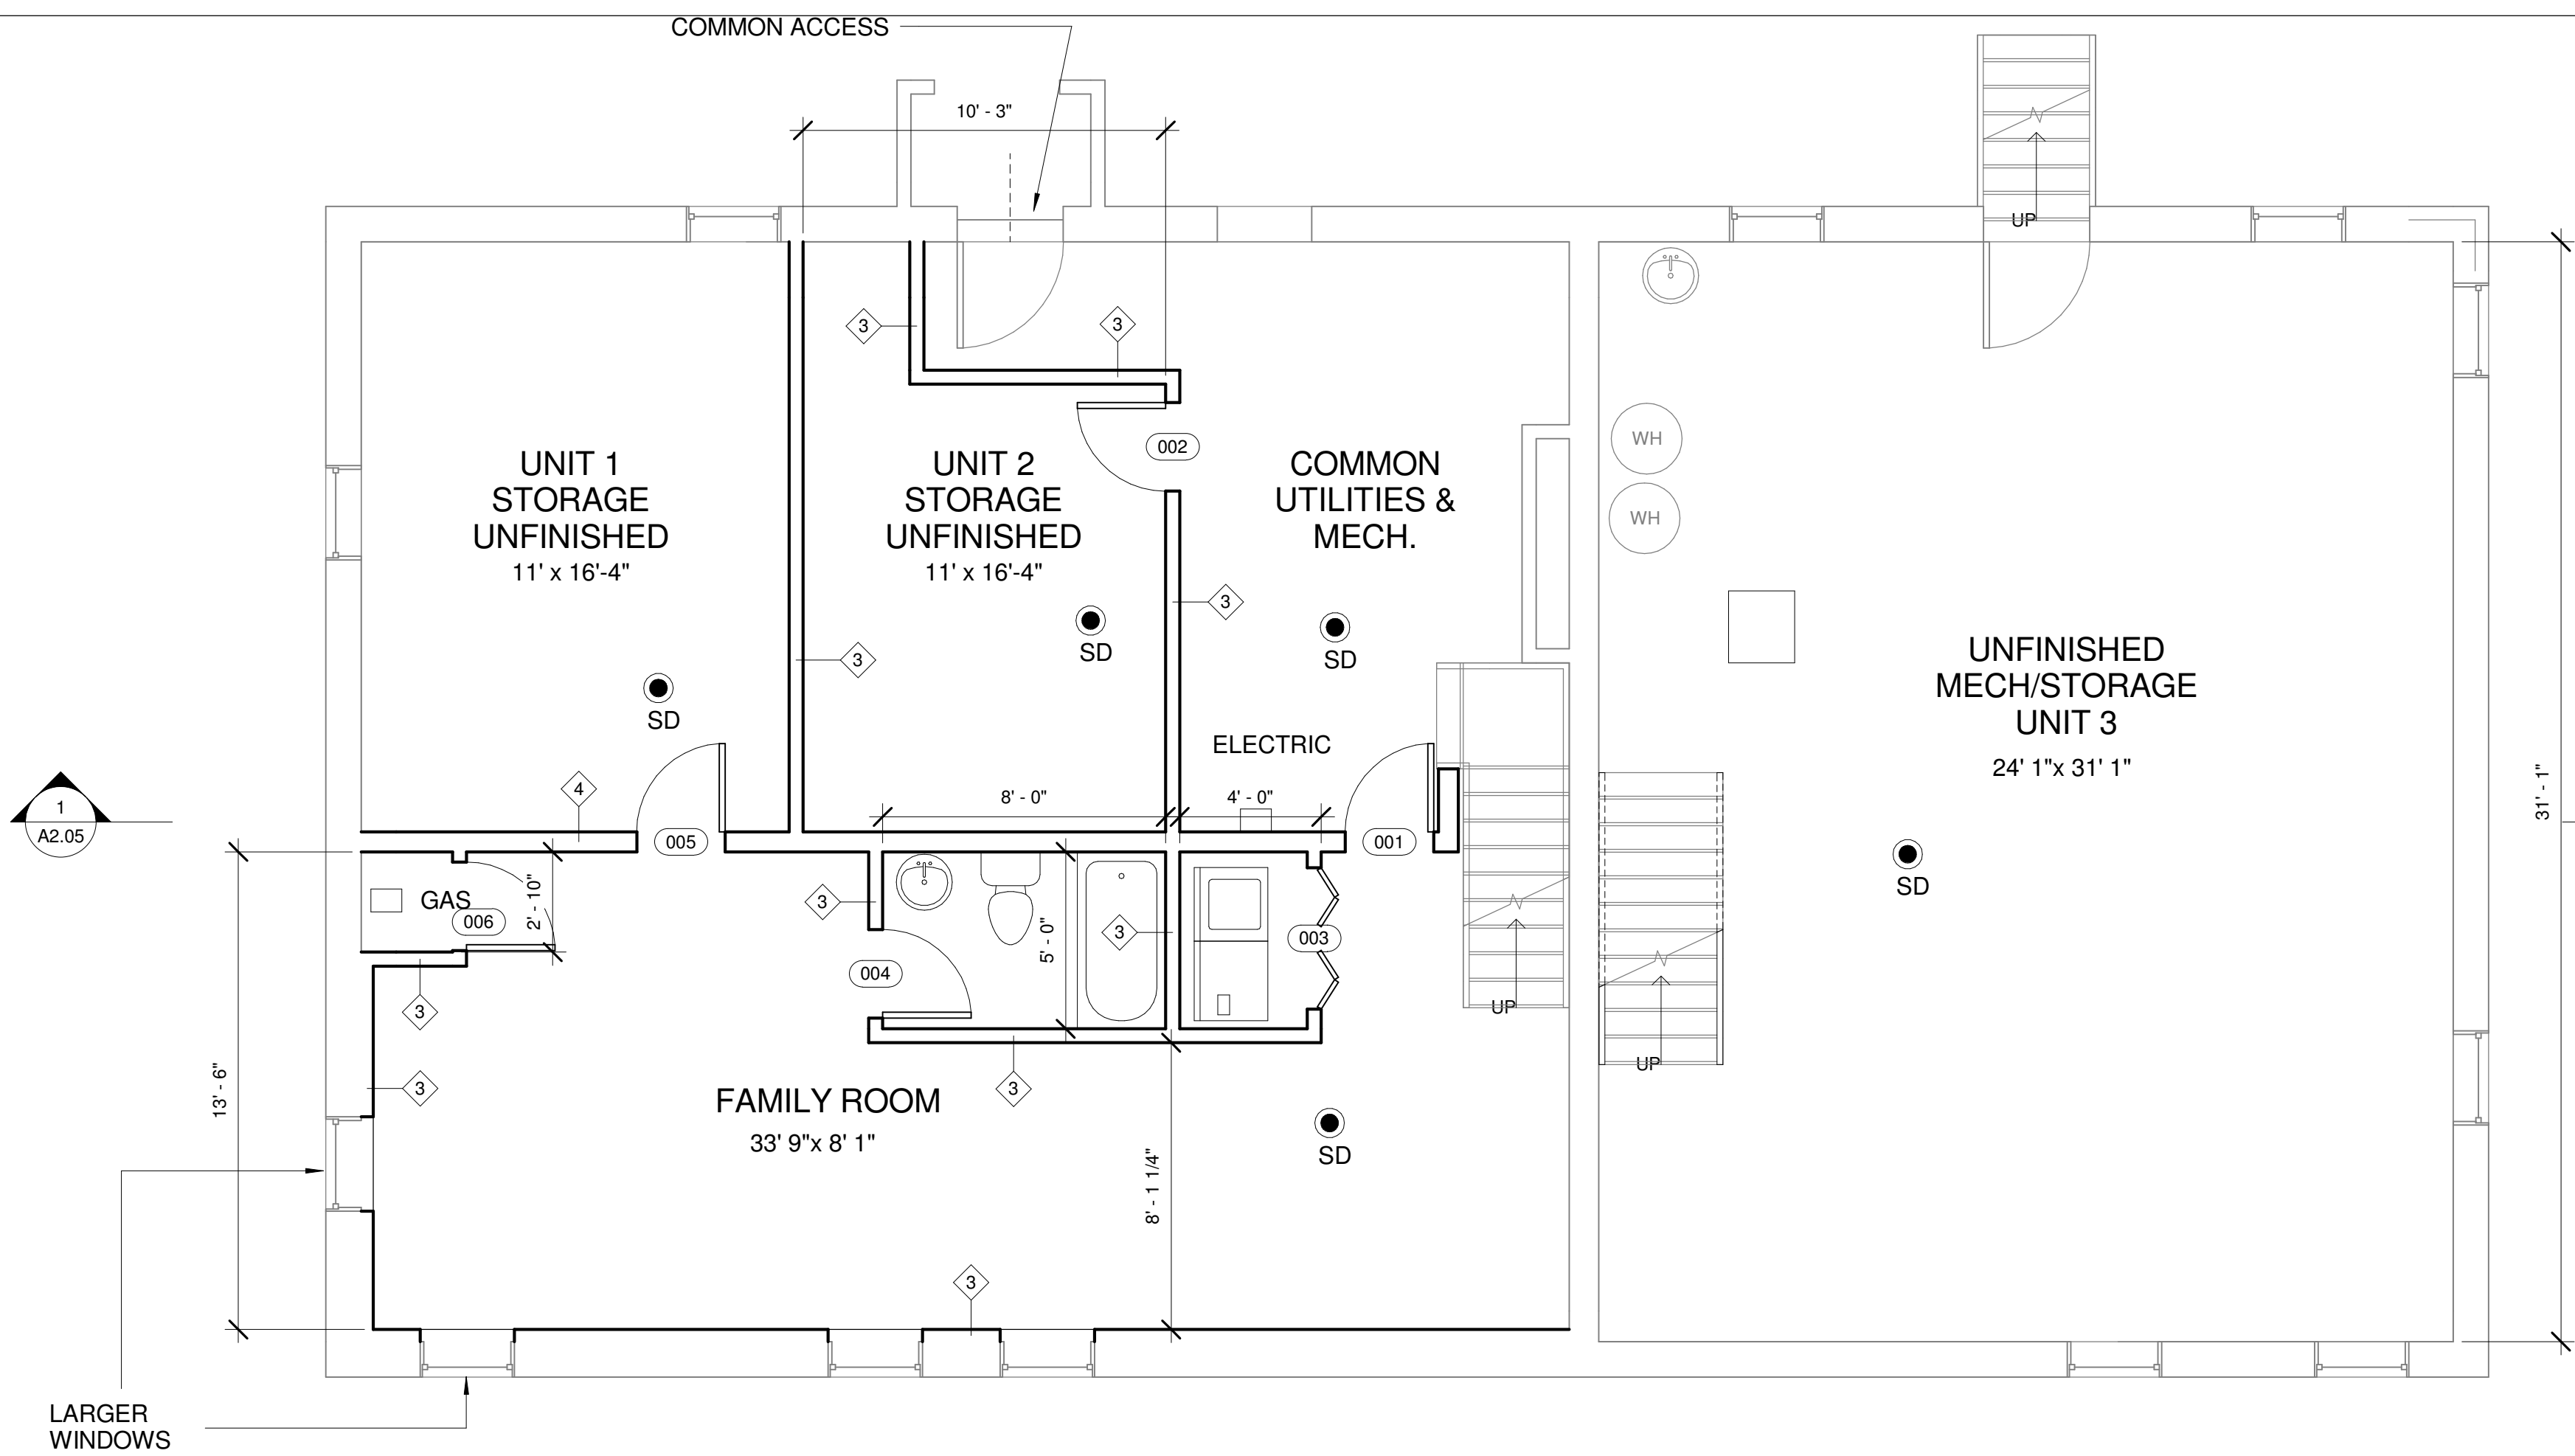 COMMON ACCESS
10' - 3"
UP
3
3
002
WH
WH
UNIT 1
STORAGE
UNFINISHED
11' x 16'-4"
UNIT 2
STORAGE
UNFINISHED
11' x 16'-4"
COMMON
UTILITIES &
MECH.
3
3
SD
SD
SD
UNFINISHED
MECH/STORAGE
UNIT 3
24' 1"x 31' 1"
31' - 1"
ELECTRIC
4
8' - 0"
4' - 0"
1
A2.05
005
001
SD
GAS
006
2' - 10"
3
5' - 0"
3
003
004
3
UP
UP
3
3
13' - 6"
FAMILY ROOM
33' 9"x 8' 1"
8' - 1 1/4"
SD
3
LARGER
WINDOWS